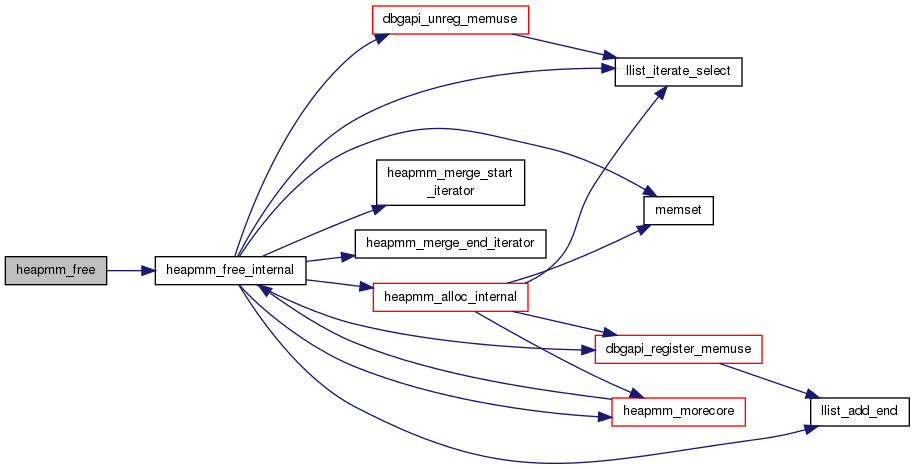 dbgapi_unreg_memuse
llist_iterate_select
heapmm_merge_start
_iterator
memset
heapmm_merge_end_iterator
heapmm_free
heapmm_free_internal
heapmm_alloc_internal
dbgapi_register_memuse
heapmm_morecore
llist_add_end